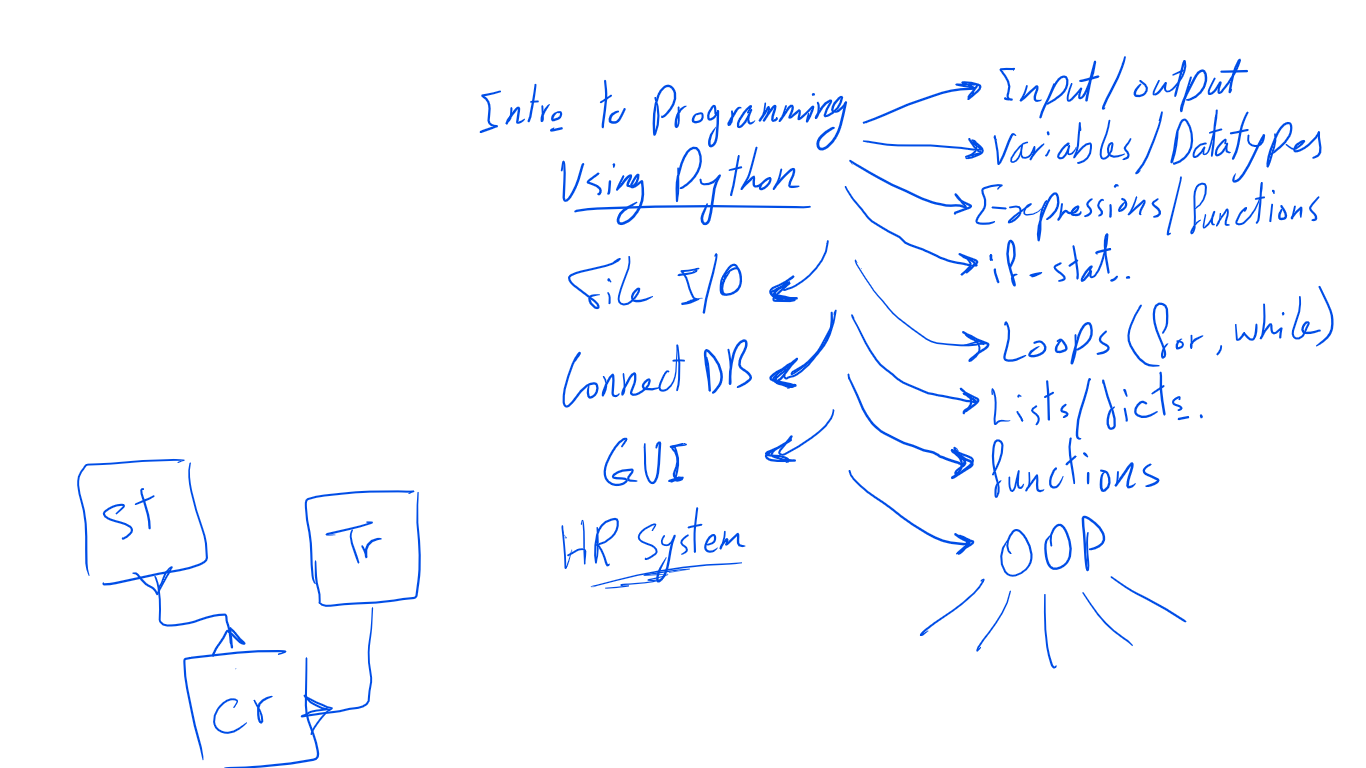 Intro to Programming
Using Python
Input/output
Variables/Datatypes
Expressions/functions
if-stat..
Loops (for, while)
Lists/dicts.
functions
OOP
File I/O
Connect DB
GUI
HR System
St
Tr
Cr